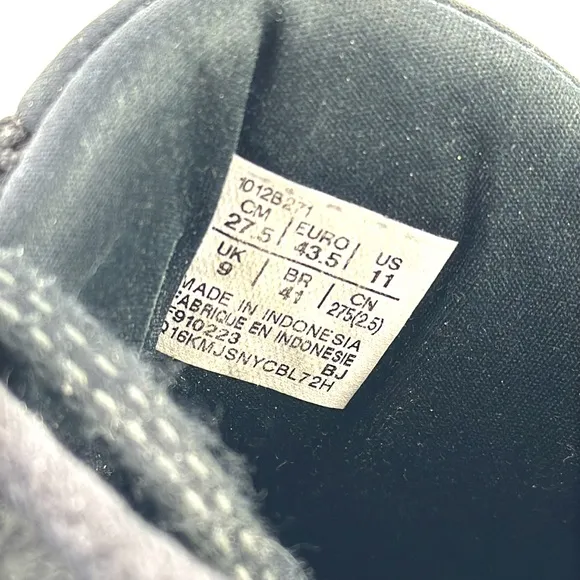 1012B271
CM EURO US
27.5 43.5 11
UK BR CN
9 41 275(2.5)
MADE IN INDONESIA
FABRIQUE EN INDONESIE
F910223 BJ
016KMJSNYCBL72H